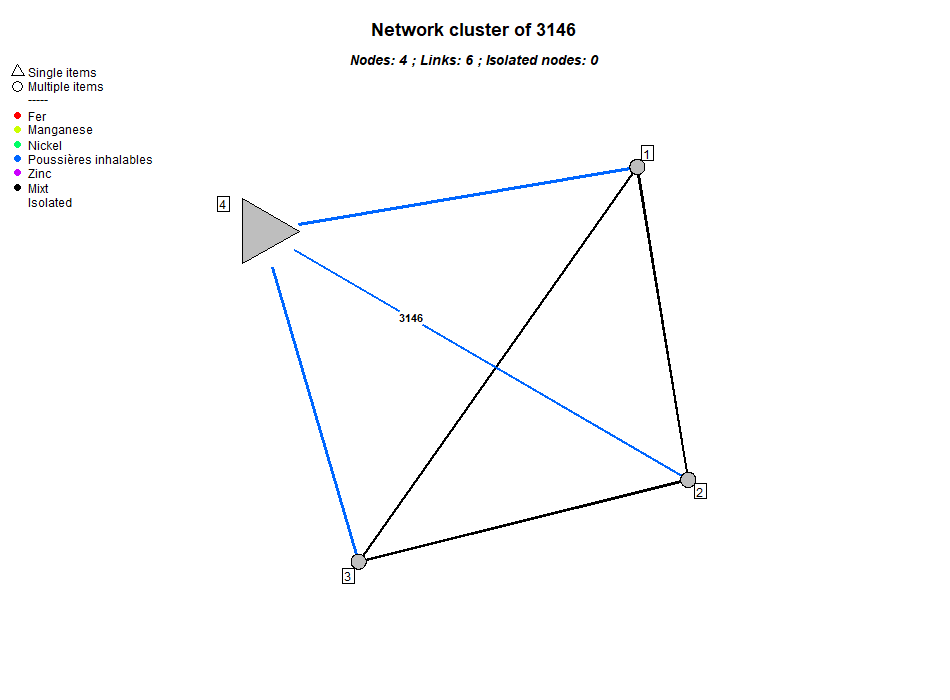 Network cluster of 3146
Nodes: 4 ; Links: 6 ; Isolated nodes: 0
Single items
Multiple items
-----
Fer
Manganese
Nickel
Poussières inhalables
Zinc
Mixt
Isolated
1
4
3146
2
3